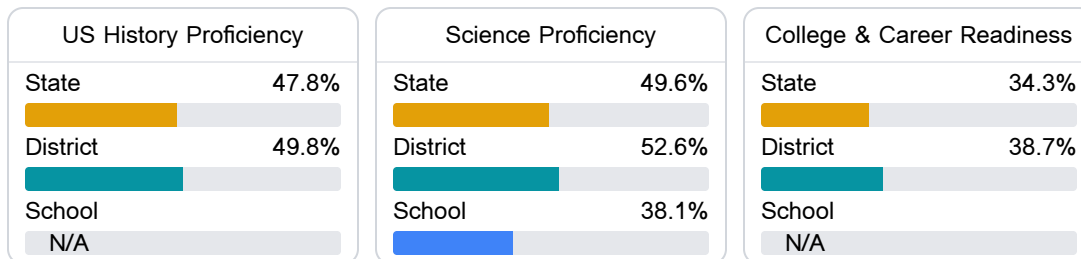 US History Proficiency
State 47.8%
District 49.8%
School
N/A
Science Proficiency
State 49.6%
District 52.6%
School 38.1%
College & Career Readiness
State 34.3%
District 38.7%
School
N/A